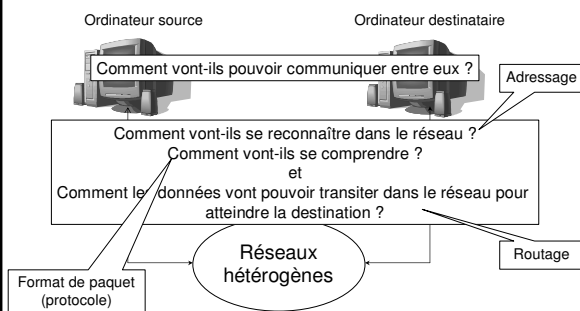 Ordinateur source
Ordinateur destinataire
Comment vont-ils pouvoir communiquer entre eux ?
Adressage
Comment vont-ils se reconnaître dans le réseau ?
Comment vont-ils se comprendre ?
et
Comment les données vont pouvoir transiter dans le réseau pour
atteindre la destination ?
Réseaux
hétérogènes
Routage
Format de paquet
(protocole)